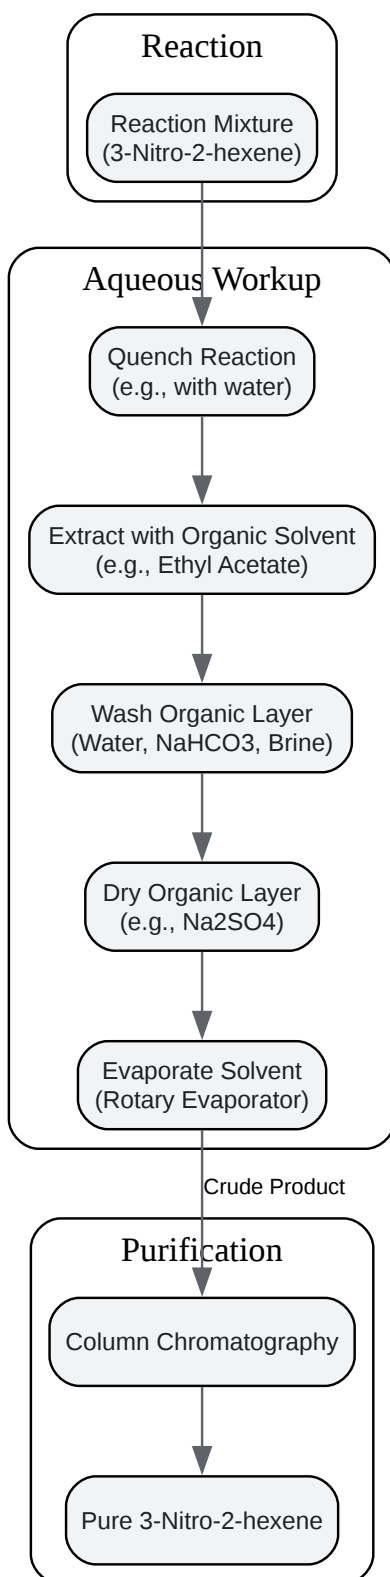 Reaction
Reaction Mixture
(3-Nitro-2-hexene)
Aqueous Workup
Quench Reaction
(e.g., with water)
Extract with Organic Solvent
(e.g., Ethyl Acetate)
Wash Organic Layer
(Water, NaHCO3, Brine)
Dry Organic Layer
(e.g., Na2SO4)
Evaporate Solvent
(Rotary Evaporator)
Crude Product
Purification
Column Chromatography
Pure 3-Nitro-2-hexene